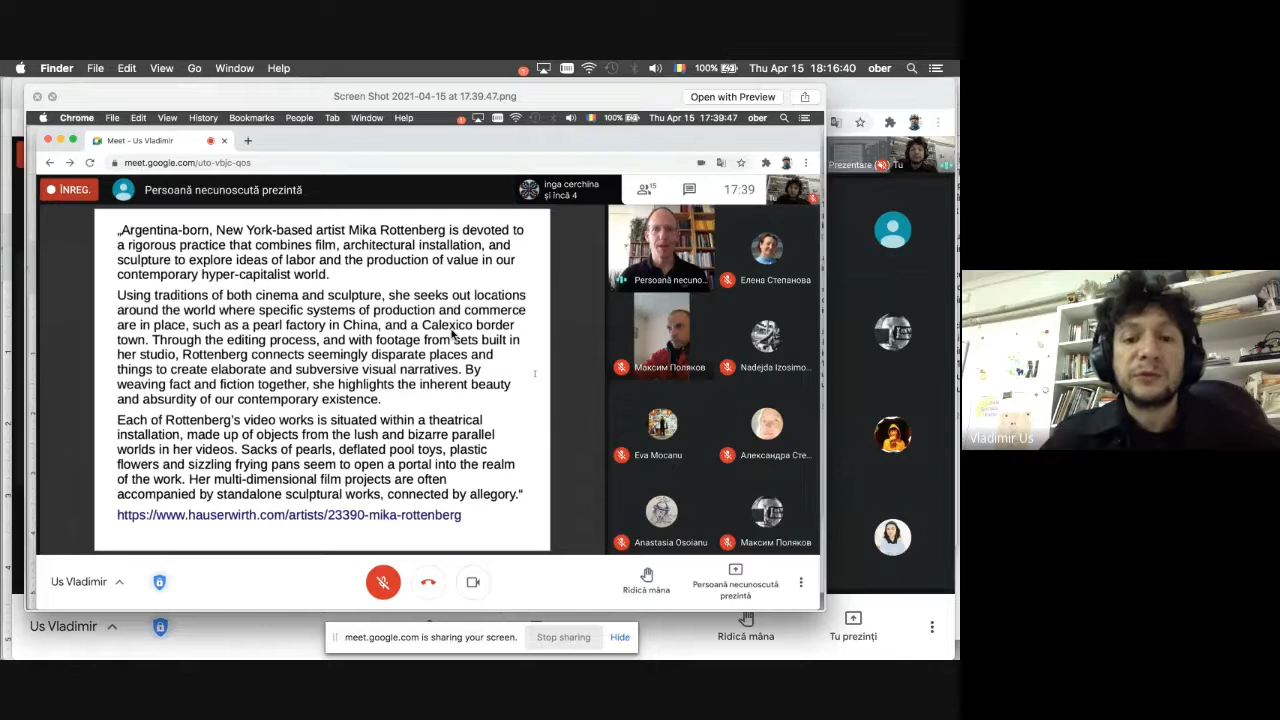 Finder File Edit View Go Window Help
1
100% Thu Apr 15 18:16:40 ober
Screen Shot 2021-04-15 at 17.39.47.png
Open with Preview
Chrome File Edit View History Bookmarks People Tab Window Help
1
100% Thu Apr 15 17:39:47 ober
Meet - Us Vladimir
meet.google.com/uto-vbjc-qos
ÎNREG.
Persoană necunoscută prezintă
inga cerchina
și încă 4
15
17:39
Tu
Prezentare
Tu
„Argentina-born, New York-based artist Mika Rottenberg is devoted to
a rigorous practice that combines film, architectural installation, and
sculpture to explore ideas of labor and the production of value in our
contemporary hyper-capitalist world.
Using traditions of both cinema and sculpture, she seeks out locations
around the world where specific systems of production and commerce
are in place, such as a pearl factory in China, and a Calexico border
town. Through the editing process, and with footage from sets built in
her studio, Rottenberg connects seemingly disparate places and
things to create elaborate and subversive visual narratives. By
weaving fact and fiction together, she highlights the inherent beauty
and absurdity of our contemporary existence.
Each of Rottenberg's video works is situated within a theatrical
installation, made up of objects from the lush and bizarre parallel
worlds in her videos. Sacks of pearls, deflated pool toys, plastic
flowers and sizzling frying pans seem to open a portal into the realm
of the work. Her multi-dimensional film projects are often
accompanied by standalone sculptural works, connected by allegory.“
https://www.hauserwirth.com/artists/23390-mika-rottenberg
Persoană necuno...
Елена Степанова
Максим Поляков
Nadejda Izosimo...
Eva Mocanu
Александра Сте...
Anastasia Osoianu
Максим Поляков
Us Vladimir
Ridică mâna
Persoană necunoscută
prezintă
Us Vladimir
meet.google.com is sharing your screen.
Stop sharing
Hide
Ridică mâna
Tu prezinți
Vladimir Us